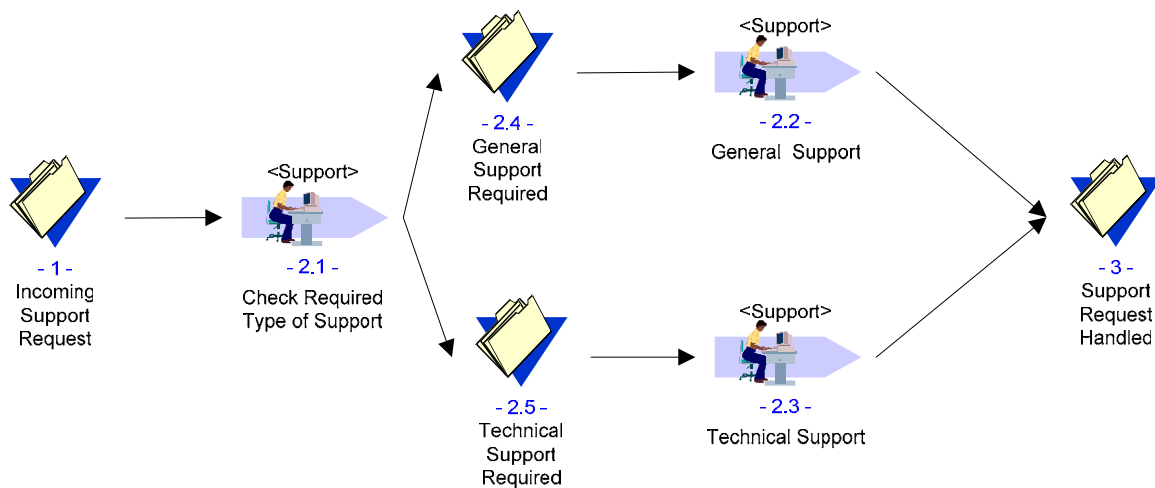 - 1 -
Incoming
Support
Request
<Support>
- 2.1 -
Check Required
Type of Support
- 2.4 -
General
Support
Required
<Support>
- 2.2 -
General Support
- 2.5 -
Technical
Support
Required
<Support>
- 2.3 -
Technical Support
- 3 -
Support
Request
Handled